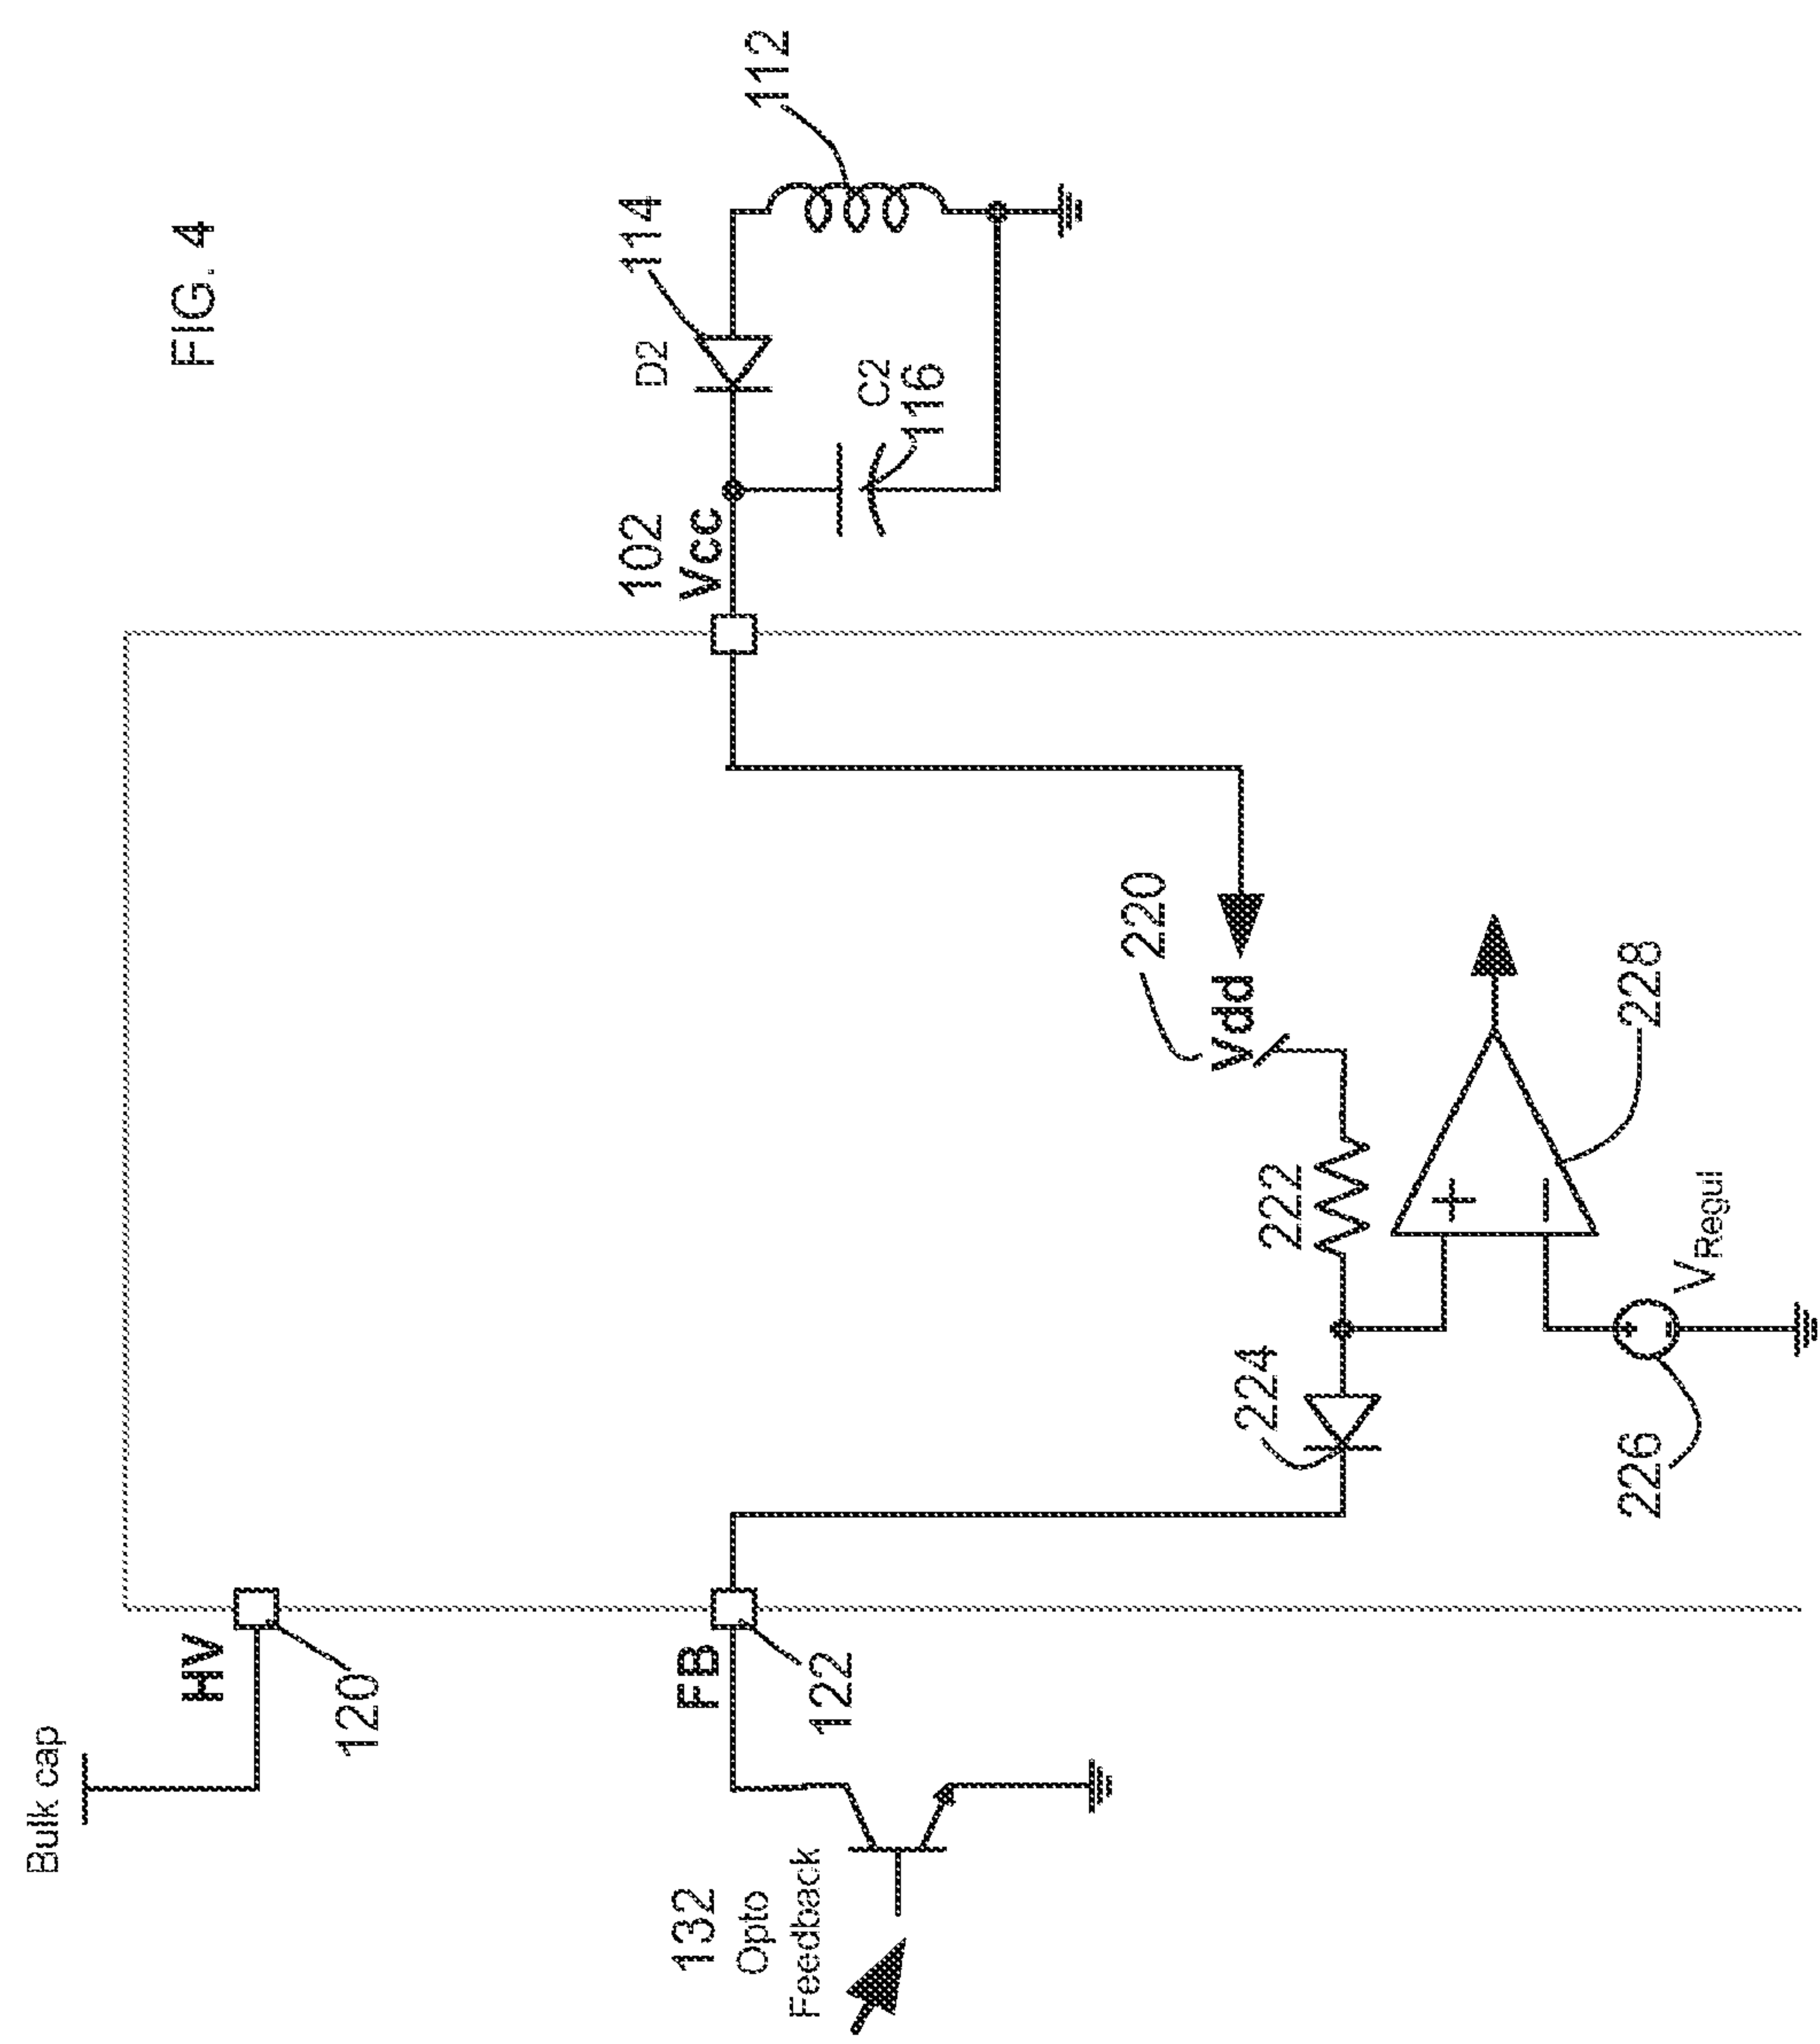 FIG. 4
Bulk cap
HV
120
132
Opto
Feedback
FB
122
102
Vcc
D2
114
112
C2
116
220
Vdd
224
222
+
−
228
226
VRegul